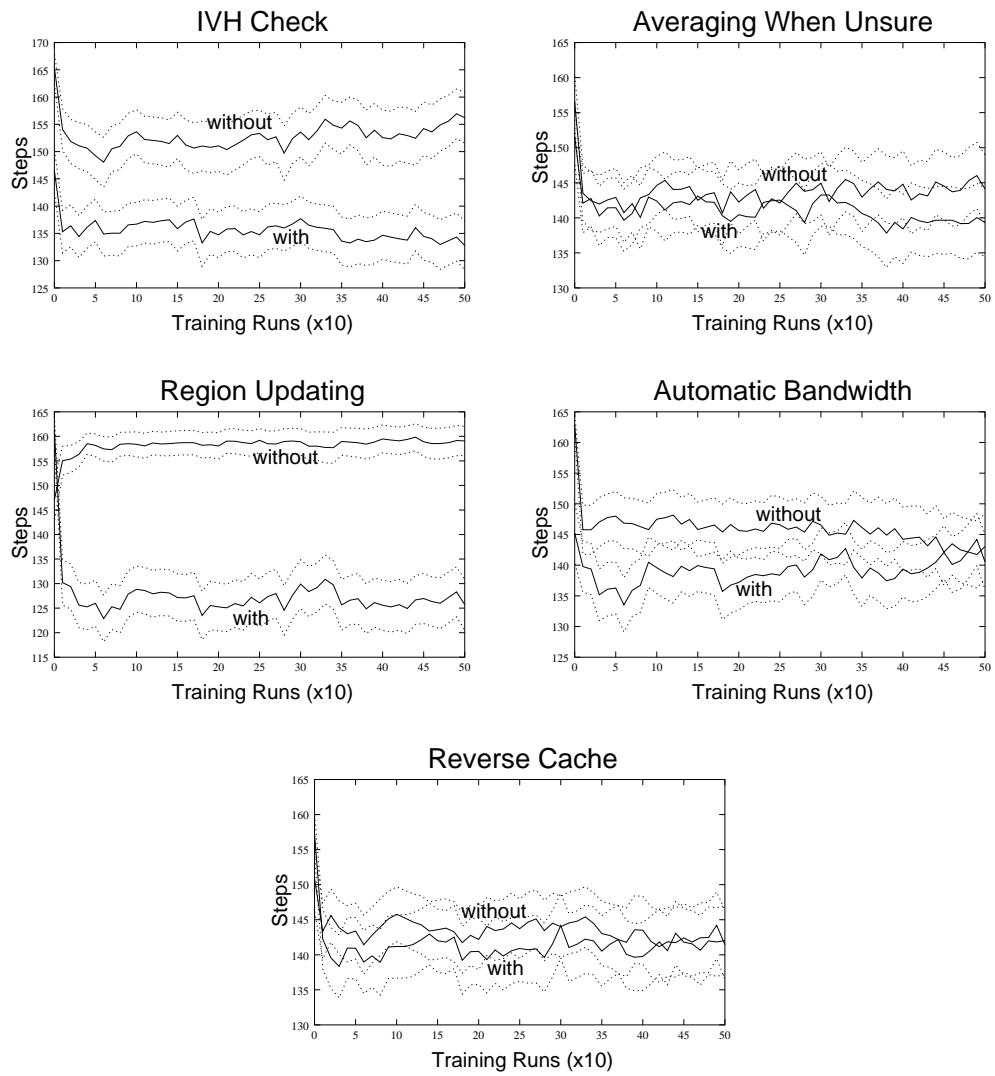 IVH Check
170
165
160
155
150
145
140
135
130
125
Steps
without
with
0 5 10 15 20 25 30 35 40 45 50
Training Runs (x10)
Averaging When Unsure
165
160
155
150
145
140
135
130
Steps
without
with
0 5 10 15 20 25 30 35 40 45 50
Training Runs (x10)
Region Updating
165
160
155
150
145
140
135
130
125
120
115
Steps
without
with
0 5 10 15 20 25 30 35 40 45 50
Training Runs (x10)
Automatic Bandwidth
165
160
155
150
145
140
135
130
125
Steps
without
with
0 5 10 15 20 25 30 35 40 45 50
Training Runs (x10)
Reverse Cache
165
160
155
150
145
140
135
130
Steps
without
with
0 5 10 15 20 25 30 35 40 45 50
Training Runs (x10)